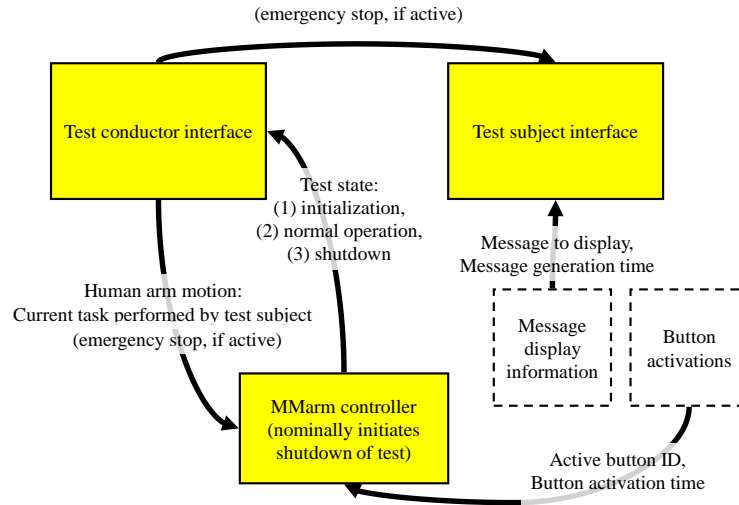 (emergency stop, if active)
Test conductor interface
Test subject interface
Test state:
(1) initialization,
(2) normal operation,
(3) shutdown
Message to display,
Message generation time
Human arm motion:
Current task performed by test subject
(emergency stop, if active)
Message
display
information
Button
activations
MMarm controller
(nominally initiates
shutdown of test)
Active button ID,
Button activation time